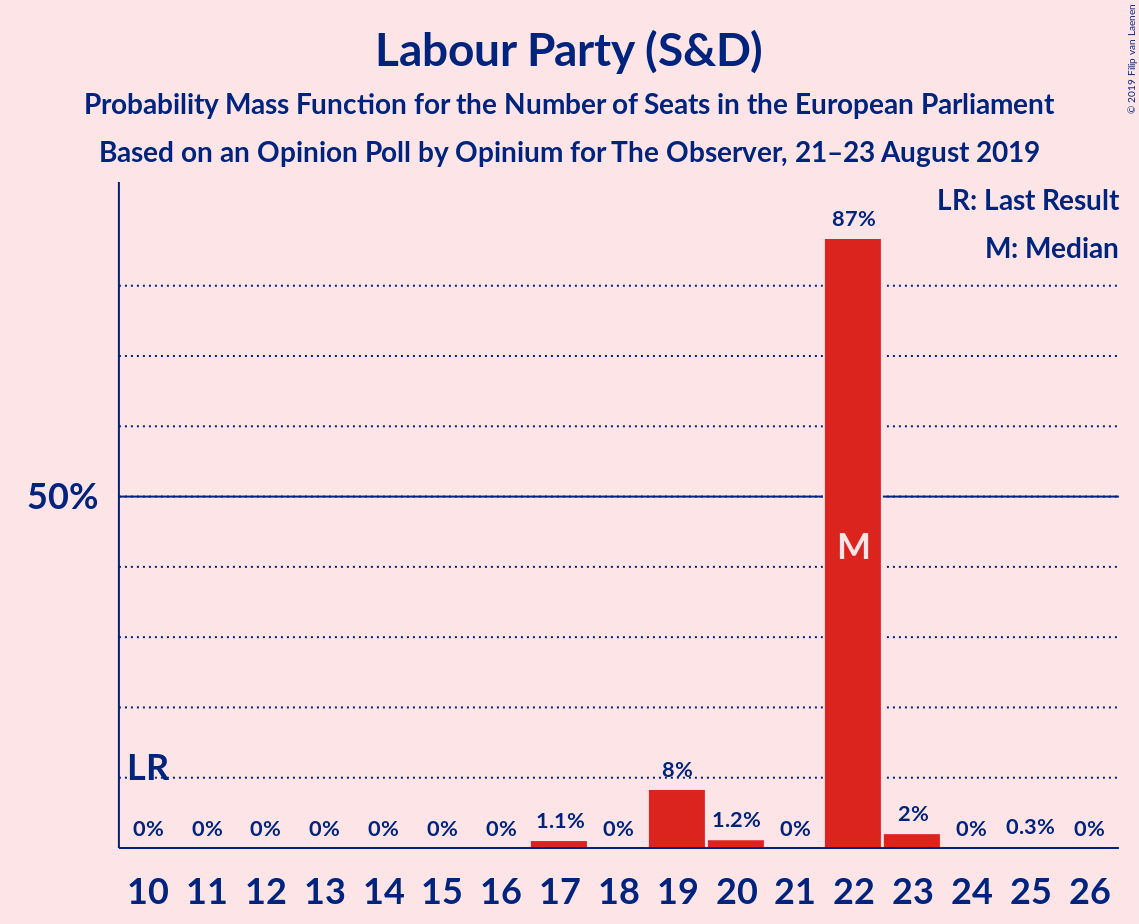 Labour Party (S&D)
Probability Mass Function for the Number of Seats in the European Parliament
Based on an Opinion Poll by Opinium for The Observer, 21–23 August 2019
© 2019 Filip van Laenen
LR: Last Result
M: Median
87%
50%
M
LR
8%
0% 0% 0% 0% 0% 0% 0% 1.1% 0% 1.2% 0% 2% 0% 0.3% 0%
10 11 12 13 14 15 16 17 18 19 20 21 22 23 24 25 26